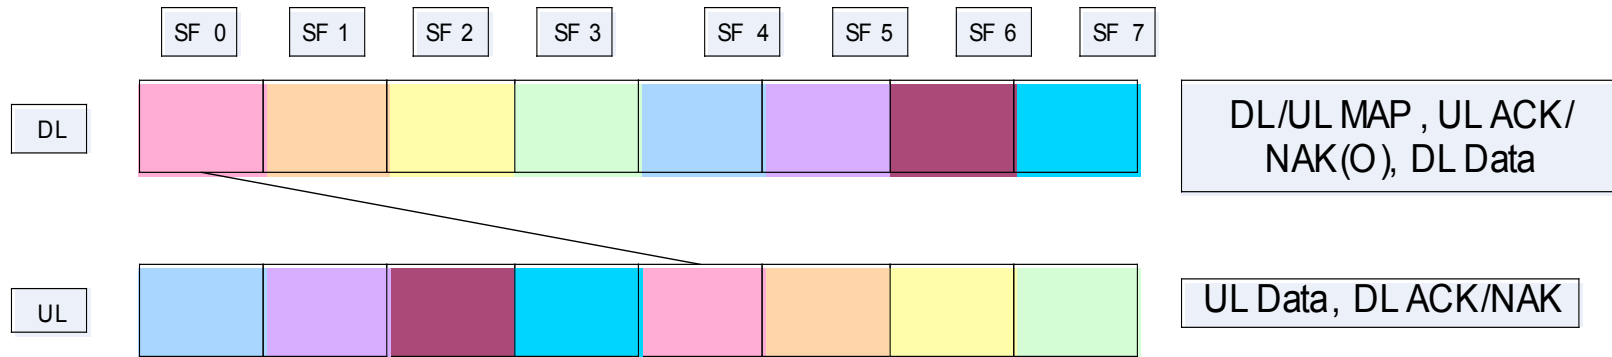 SF 0 SF 1 SF 2 SF 3 SF 4 SF 5 SF 6 SF 7
DL
DL/UL MAP, UL ACK/
NAK(O), DL Data
UL
UL Data, DL ACK/NAK